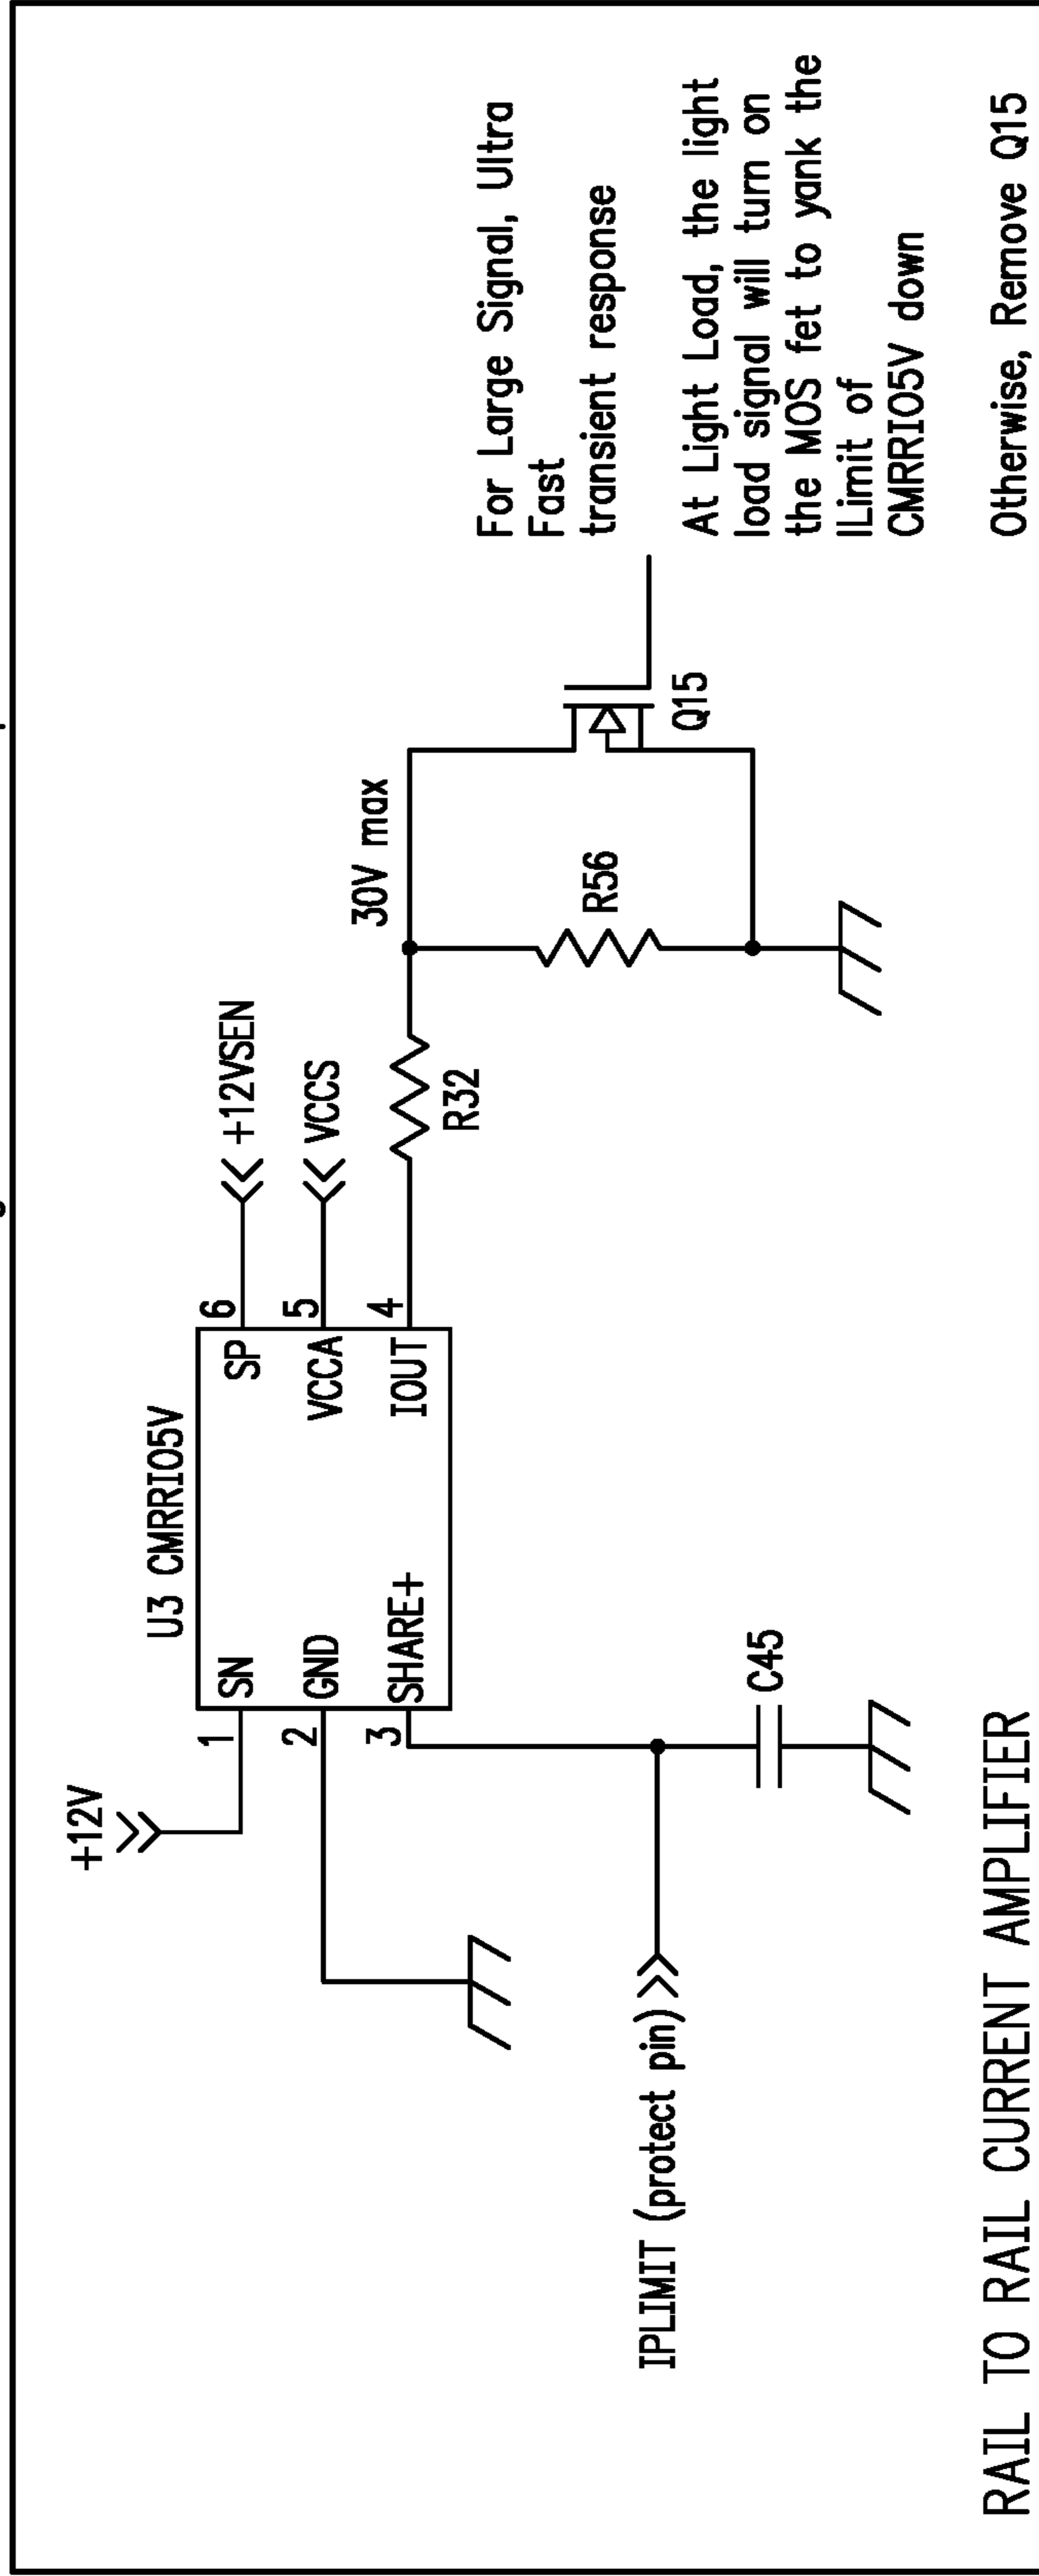 +12V
U3 CMRRIO5V
1
SN
SP
6
+12VSEN
2
GND
VCCA
5
VCCS
3
SHARE+
IOUT
4
R32
30V max
R56
Q15
IPLIMIT (protect pin)
C45
For Large Signal, Ultra
Fast
transient response
At Light Load, the light
load signal will turn on
the MOS fet to yank the
ILimit of
CMRRIO5V down
Otherwise, Remove Q15
RAIL TO RAIL CURRENT AMPLIFIER